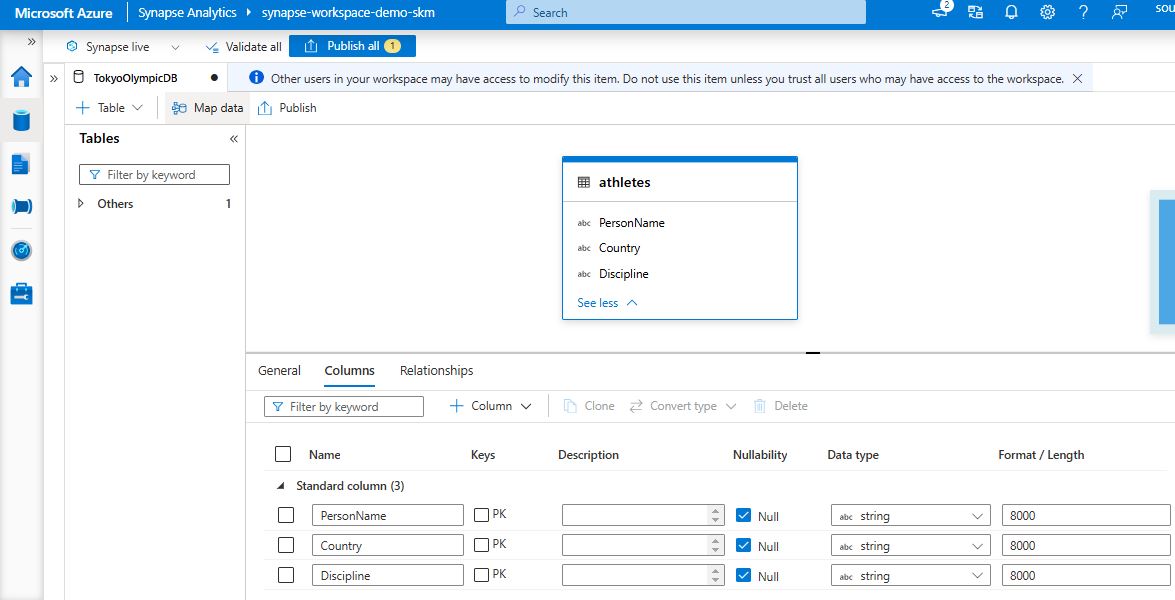 Microsoft Azure Synapse Analytics synapse-workspace-demo-skm Search 2 ? sou
Synapse live Validate all Publish all 1
TokyoOlympicDB Other users in your workspace may have access to modify this item. Do not use this item unless you trust all users who may have access to the workspace.
Table Map data Publish
Tables
Filter by keyword
Others 1
athletes
abc PersonName
abc Country
abc Discipline
See less
General Columns Relationships
Filter by keyword Column Clone Convert type Delete
Name Keys Description Nullability Data type Format / Length
Standard column (3)
PersonName PK Null abc string 8000
Country PK Null abc string 8000
Discipline PK Null abc string 8000